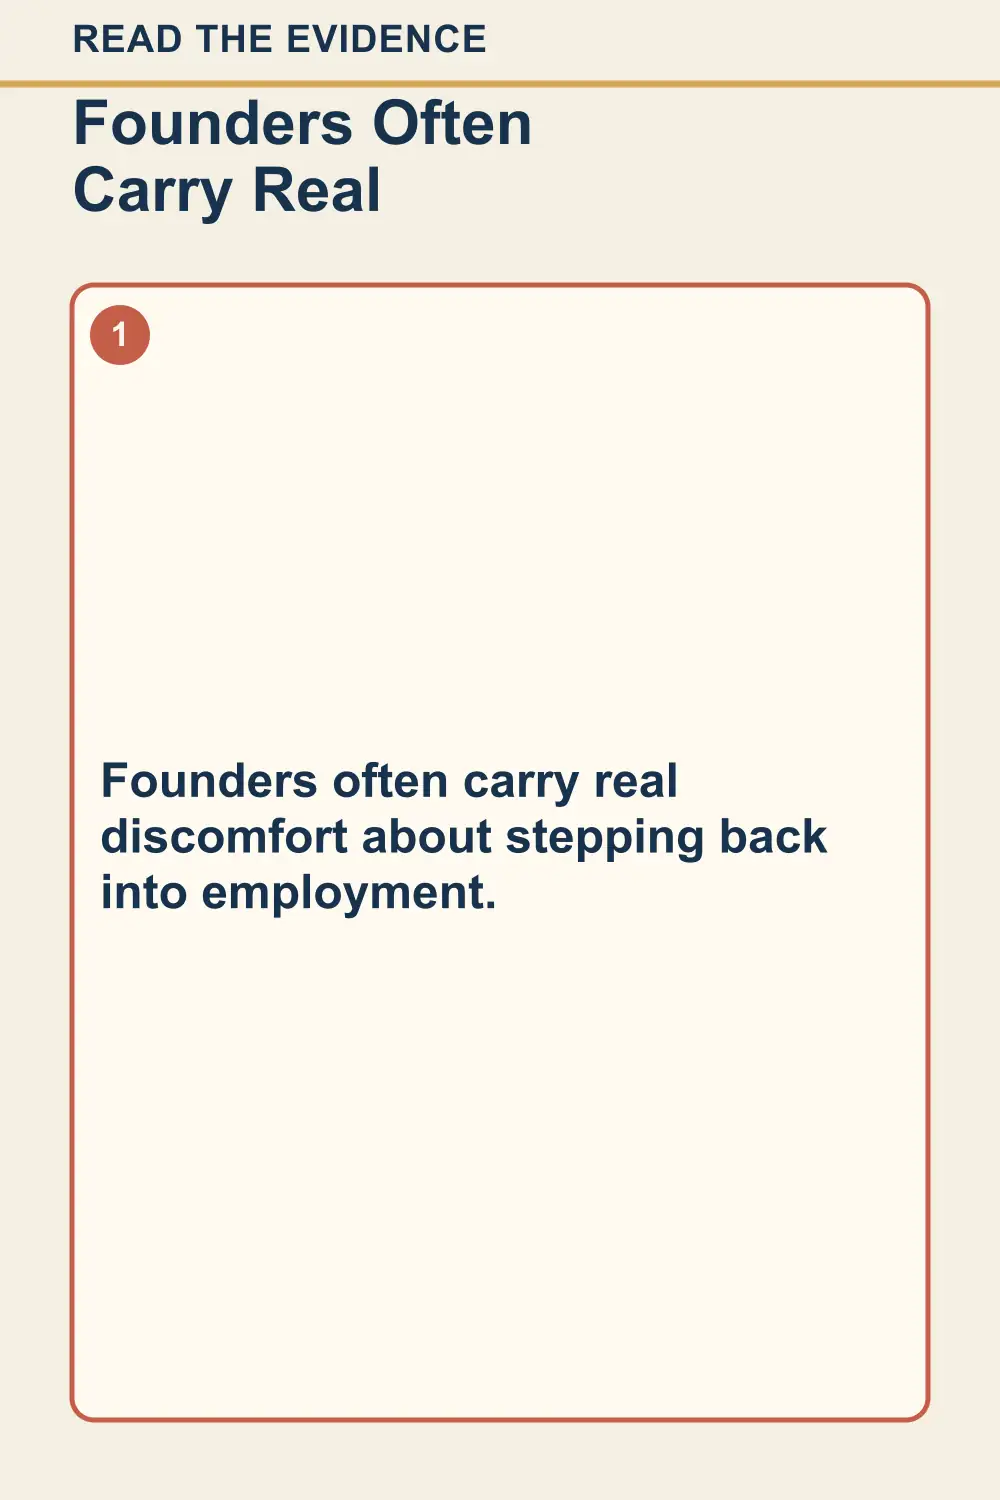 READ THE EVIDENCE
Founders Often
Carry Real
1
Founders often carry real
discomfort about stepping back
into employment.